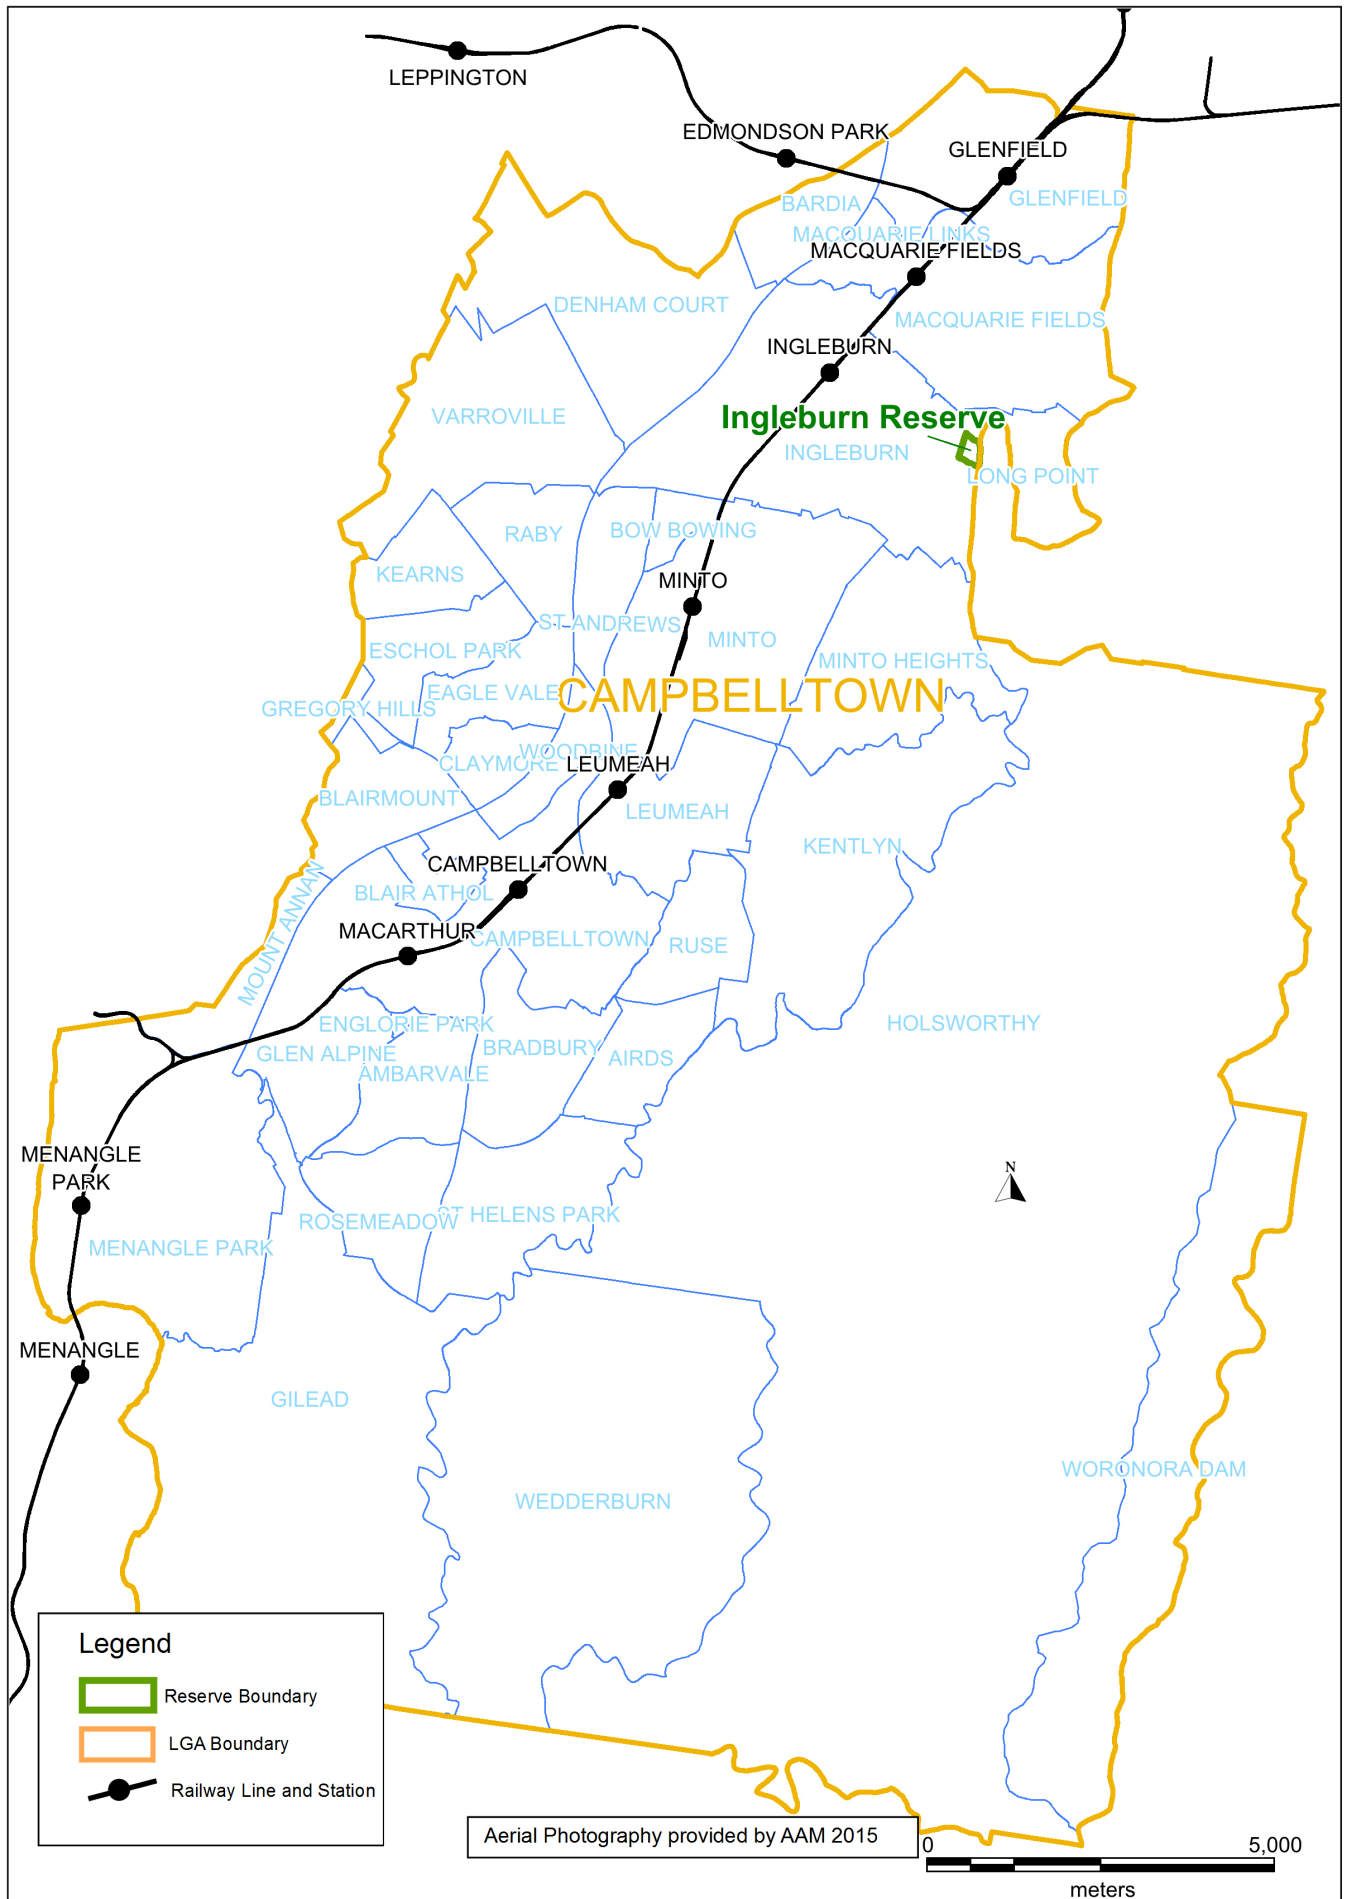 LEPPINGTON
EDMONDSON PARK
GLENFIELD
GLENFIELD
BARDIA
MACQUARIE LINKS
MACQUARIE FIELDS
DENHAM COURT
MACQUARIE FIELDS
INGLEBURN
VARROVILLE
Ingleburn Reserve
INGLEBURN
LONG POINT
RABY
BOW BOWING
KEARNS
MINTO
ST ANDREWS
MINTO
ESCHOL PARK
MINTO HEIGHTS
EAGLE VALE
CAMPBELLTOWN
GREGORY HILLS
WOODBINE
CLAYMORE
LEUMEAH
BLAIRMOUNT
LEUMEAH
KENTLYN
CAMPBELLTOWN
BLAIR ATHOL
MOUNT ANNAN
MACARTHUR
CAMPBELLTOWN
RUSE
ENGLORIE PARK
HOLSWORTHY
GLEN ALPINE
BRADBURY
AIRDS
AMBARVALE
MENANGLE
PARK
N
ROSEMEADOW
ST HELENS PARK
MENANGLE PARK
MENANGLE
GILEAD
WORONORA DAM
WEDDERBURN
Legend
Reserve Boundary
LGA Boundary
Railway Line and Station
Aerial Photography provided by AAM 2015
0
5,000
meters